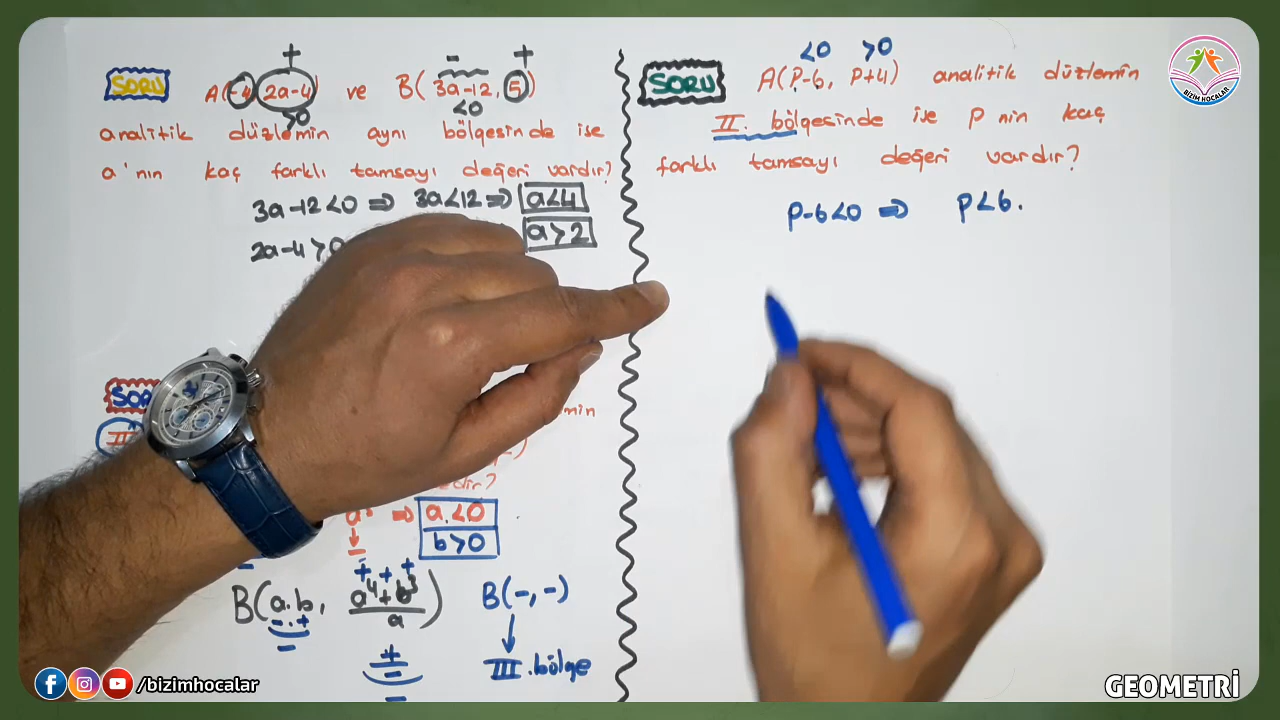 + - +
SORU A(-4, 2a-4) ve B(3a-12, 5)
>0 <0
analitik düzlemin aynı bölgesinde ise
a'nın kaç farklı tamsayı değeri vardır?
3a-12<0 ⇒ 3a<12 ⇒ a<4
2a-4>0 a>2
a ⇒ a<0
b>0
- + + +
B(a.b, a⁴+b³/a) B(-,-)
-.+
-
+
-
-
↓
III.bölge
<0 >0
SORU A(p-6, p+4) analitik düzlemin
II. bölgesinde ise p nin kaç
farklı tamsayı değeri vardır?
p-6<0 ⇒ p<6.
BİZİM HOCALAR
/bizimhocalar
GEOMETRİ